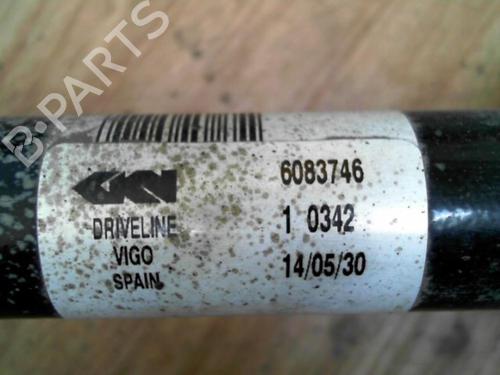 B-PARTS
GKN
6083746
DRIVELINE
1 0342
VIGO
14/05/30
SPAIN